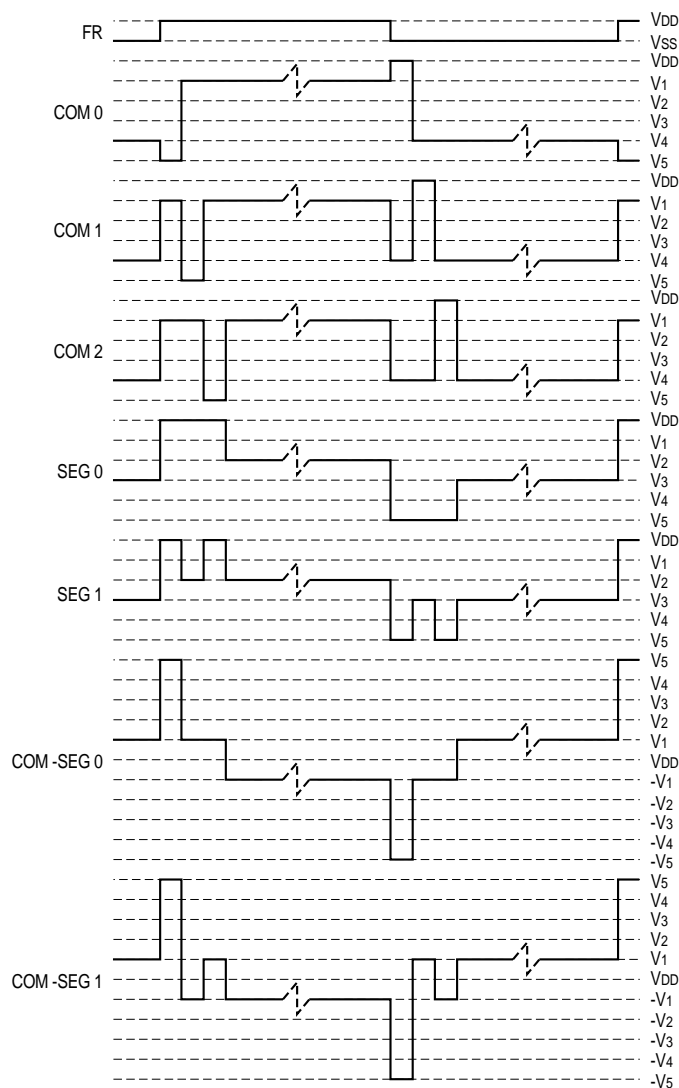 FR
VDD
VSS
COM 0
VDD
V1
V2
V3
V4
V5
COM 1
VDD
V1
V2
V3
V4
V5
COM 2
VDD
V1
V2
V3
V4
V5
SEG 0
VDD
V1
V2
V3
V4
V5
SEG 1
VDD
V1
V2
V3
V4
V5
COM -SEG 0
V5
V4
V3
V2
V1
VDD
-V1
-V2
-V3
-V4
-V5
COM -SEG 1
V5
V4
V3
V2
V1
VDD
-V1
-V2
-V3
-V4
-V5